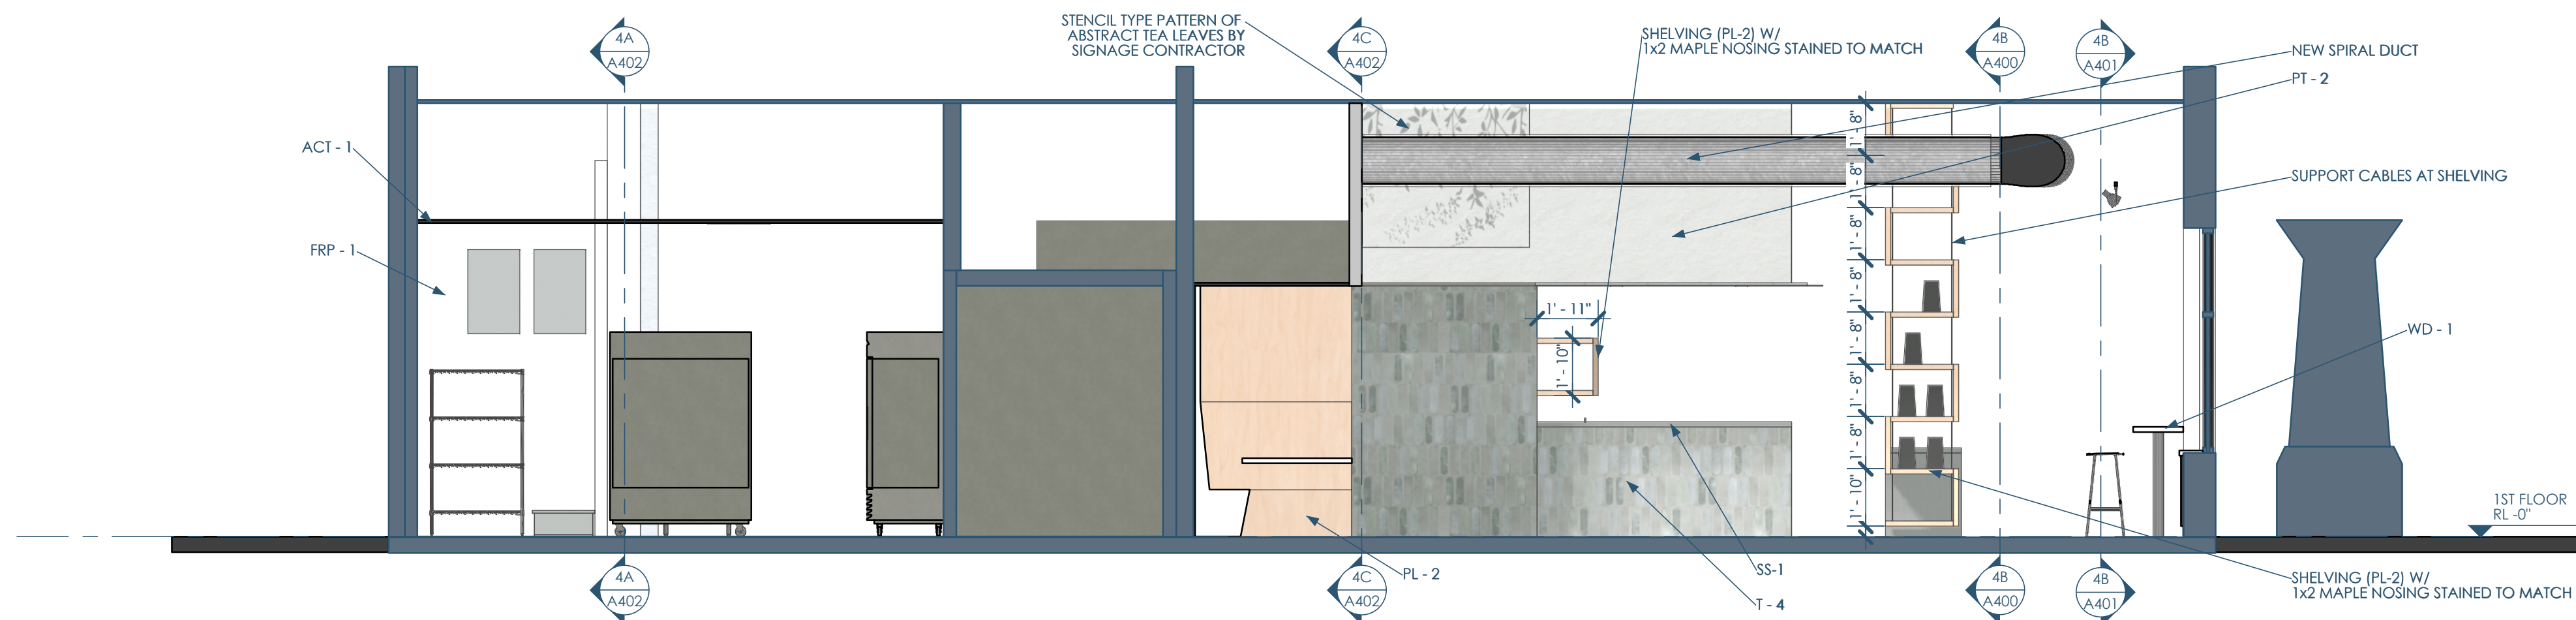 4A
A402
STENCIL TYPE PATTERN OF
ABSTRACT TEA LEAVES BY
SIGNAGE CONTRACTOR
4C
A402
SHELVING (PL-2) W/
1x2 MAPLE NOSING STAINED TO MATCH
4B
A400
4B
A401
NEW SPIRAL DUCT
PT - 2
ACT - 1
FRP - 1
1' - 8"
1' - 8"
1' - 8"
1' - 8"
1' - 8"
1' - 8"
1' - 8"
1' - 10"
SUPPORT CABLES AT SHELVING
1' - 11"
1' - 10"
WD - 1
1ST FLOOR
RL -0"
4A
A402
4C
A402
PL - 2
SS-1
T - 4
4B
A400
4B
A401
SHELVING (PL-2) W/
1x2 MAPLE NOSING STAINED TO MATCH